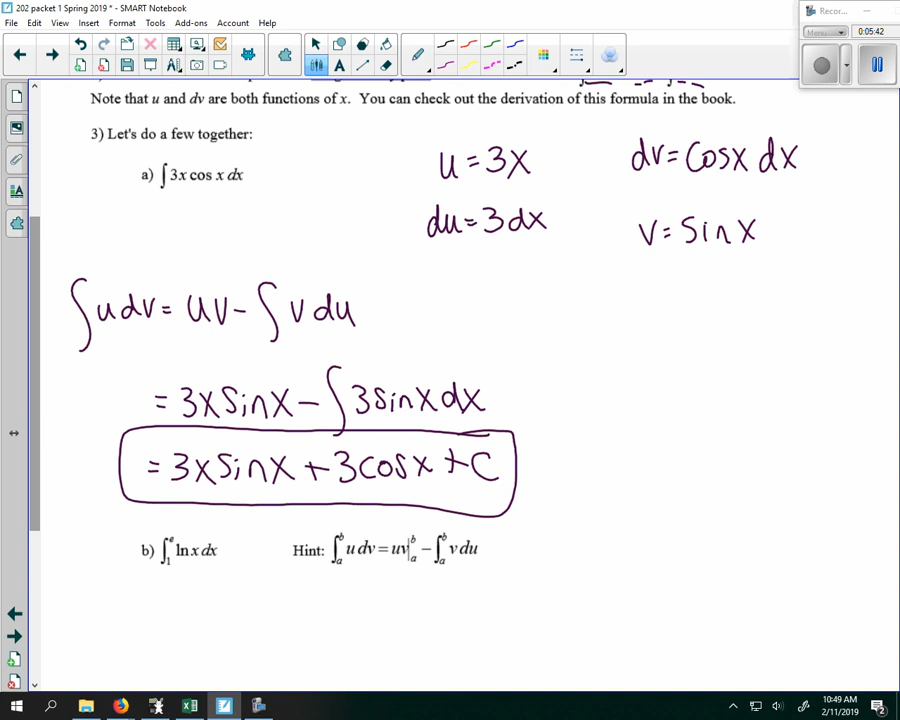 202 packet 1 Spring 2019 * - SMART Notebook
File Edit View Insert Format Tools Add-ons Account Help
Recor...
Menu
0:05:42
Note that u and dv are both functions of x. You can check out the derivation of this formula in the book.
3) Let's do a few together:
a) ∫ 3x cos x dx
u = 3x dv = cosx dx
du = 3dx v = sin x
∫ u dv = uv - ∫ v du
= 3x sin x - ∫ 3 sin x dx
= 3x sin x + 3 cos x + C
b) ∫₁ᵉ ln x dx Hint: ∫ₐᵇ u dv = uv|ₐᵇ − ∫ₐᵇ v du
10:49 AM
2/11/2019
2